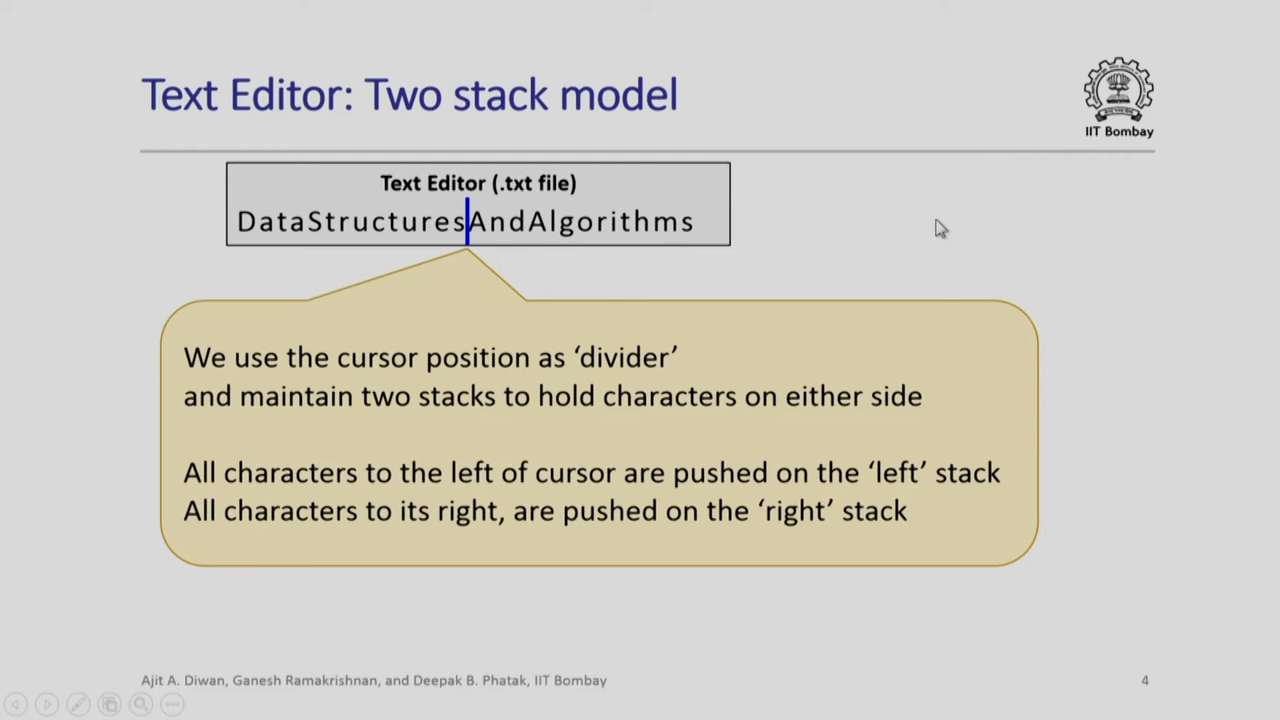 Text Editor: Two stack model
IIT Bombay
Text Editor (.txt file)
DataStructuresAndAlgorithms
We use the cursor position as ‘divider’
and maintain two stacks to hold characters on either side
All characters to the left of cursor are pushed on the ‘left’ stack
All characters to its right, are pushed on the ‘right’ stack
Ajit A. Diwan, Ganesh Ramakrishnan, and Deepak B. Phatak, IIT Bombay
4